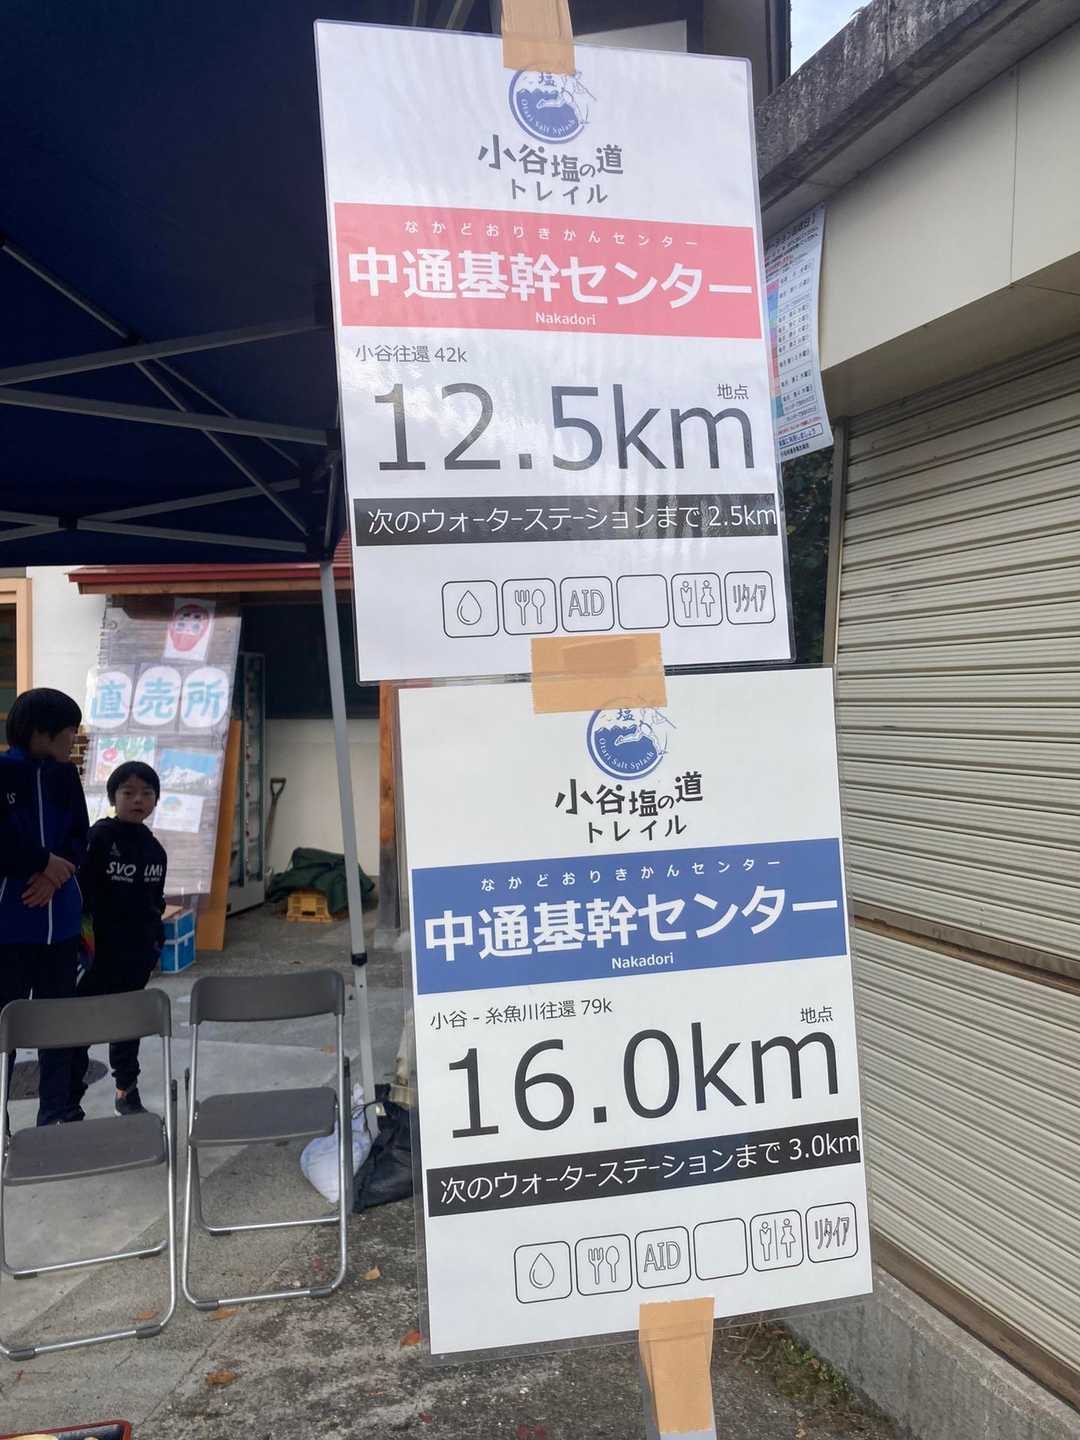 塩
Otari Salt Splash
小谷塩の道
トレイル
なかどおりきかんセンター
中通基幹センター
Nakadori
小谷往還 42k
12.5km 地点
次のウォーターステーションまで 2.5km
AID
リタイア
塩
Otari Salt Splash
小谷塩の道
トレイル
なかどおりきかんセンター
中通基幹センター
Nakadori
小谷 - 糸魚川往還 79k
16.0km 地点
次のウォーターステーションまで 3.0km
AID
リタイア
直売所
SVO LME